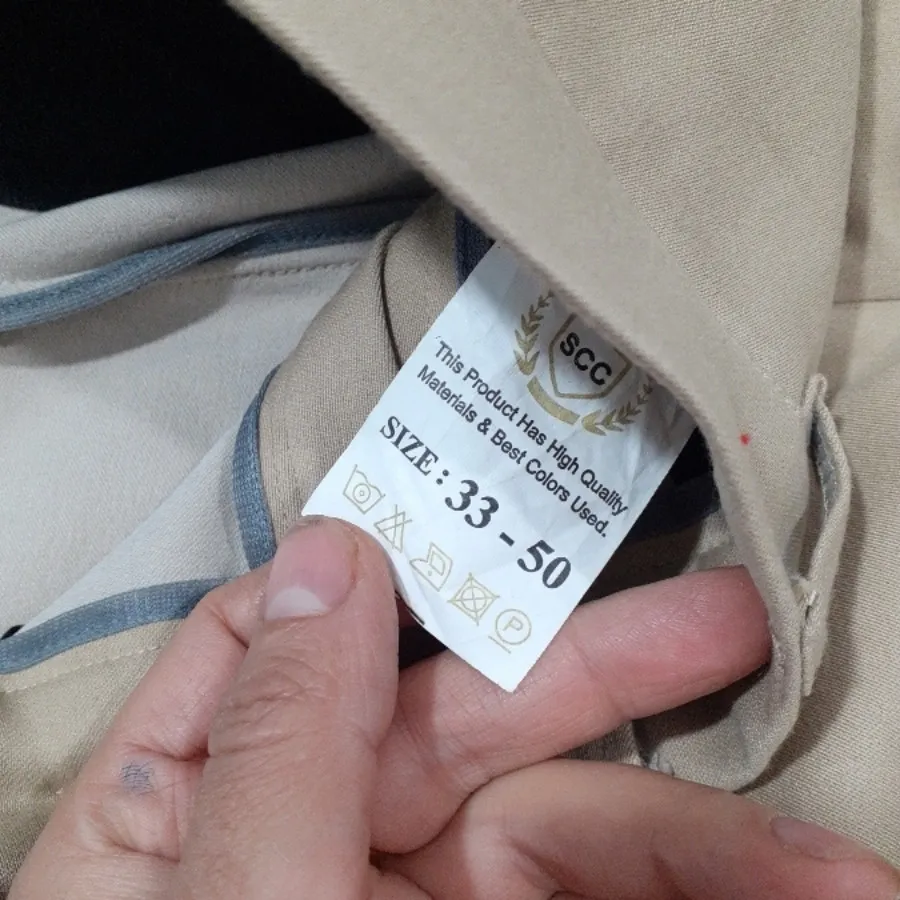 SCC
This Product Has High Quality
Materials & Best Colors Used.
SIZE : 33 - 50
P